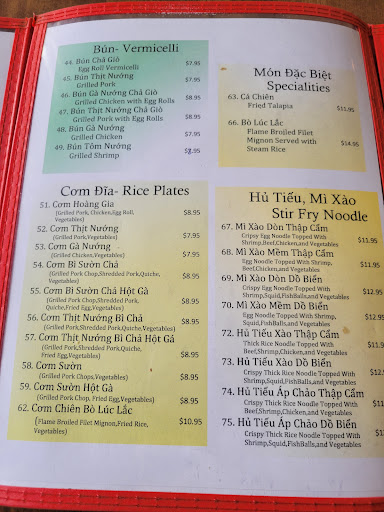 Bún- Vermicelli
44. Bún Chả Giò $7.95
Egg Roll Vermicelli
45. Bún Thịt Nướng $7.95
Grilled Pork
46. Bún Gà Nướng Chả Giò
Grilled Chicken with Egg Rolls $8.95
47. Bún Thịt Nướng Chả Giò
Grilled Pork with Egg Rolls $8.95
48. Bún Gà Nướng
Grilled Chicken $7.95
49. Bún Tôm Nướng
Grilled Shrimp $8.95
Cơm Đĩa- Rice Plates
51. Cơm Hoàng Gia
(Grilled Pork, Chicken,Egg Roll, $8.95
Vegetables)
52. Cơm Thịt Nướng
(Grilled Pork,Vegetables) $7.95
53. Cơm Gà Nướng
(Grilled Chicken,Vegetables) $7.95
54. Cơm Bì Sườn Chả
(Grilled Pork Chop,Shredded Pork,Quiche, $8.95
Vegetables)
55. Cơm Bì Sườn Chả Hột Gà
(Grilled Pork Chop,Shredded Pork, $8.95
Quiche,Fried Egg,Vegetables)
56. Cơm Thịt Nướng Bì Chả
(Grilled Pork,Shredded Pork,Quiche,Vegetables) $8.95
57. Cơm Thịt Nướng Bì Chả Hột Gà
(Grilled Pork,Shredded Pork,Quiche, $8.95
Fried Egg,Vegetables)
58. Cơm Sườn
(Grilled Pork Chops,Vegetables) $8.95
59. Cơm Sườn Hột Gà
(Grilled Pork Chop, Fried Egg,Vegetables) $8.95
62. Cơm Chiên Bò Lúc Lắc
(Flame Broiled Filet Mignon,Fried Rice, $10.95
Vegetables)
Món Đặc Biệt
Specialities
63. Cá Chiên
Fried Talapia $11.95
66. Bò Lúc Lắc
Flame Broiled Filet
Mignon Served with $14.95
Steam Rice
Hủ Tiếu, Mì Xào
Stir Fry Noodle
67. Mì Xào Dòn Thập Cẩm
Cripsy Egg Noodle Topped With $11.95
Shrimp,Beef,Chicken,and Vegetables
68. Mì Xào Mềm Thập Cẩm
Egg Noodle Topped With Shrimp, $11.95
Beef,Chicken,and Vegetables
69. Mì Xào Dòn Dồ Biển
Crispy Egg Noodle Topped With $12.95
Shrimp,Squid,FishBalls,and Vegetables
70. Mì Xào Mềm Dồ Biển
Egg Noodle Topped With Shrimp,
Squid,FishBalls,and Vegetables
72. Hủ Tiếu Xào Thập Cẩm
Thick Rice Noodle Topped With $11.95
Beef,Shrimp,Chicken and Vegetables
73. Hủ Tiếu Xào Dồ Biển
Crispy Thick Rice Noodle Topped With
Shrimp,Squid,FishBalls,and Vegetables
74. Hủ Tiếu Áp Chảo Thập Cẩm
Crispy Thick Rice Noodle Topped With
Beef,Shrimp,Chicken,and Vegetables
75. Hủ Tiếu Áp Chảo Dồ Biển
Crispy Thick Rice Noodle Topped With
Shrimp,Squid,FishBalls,and Vegetables